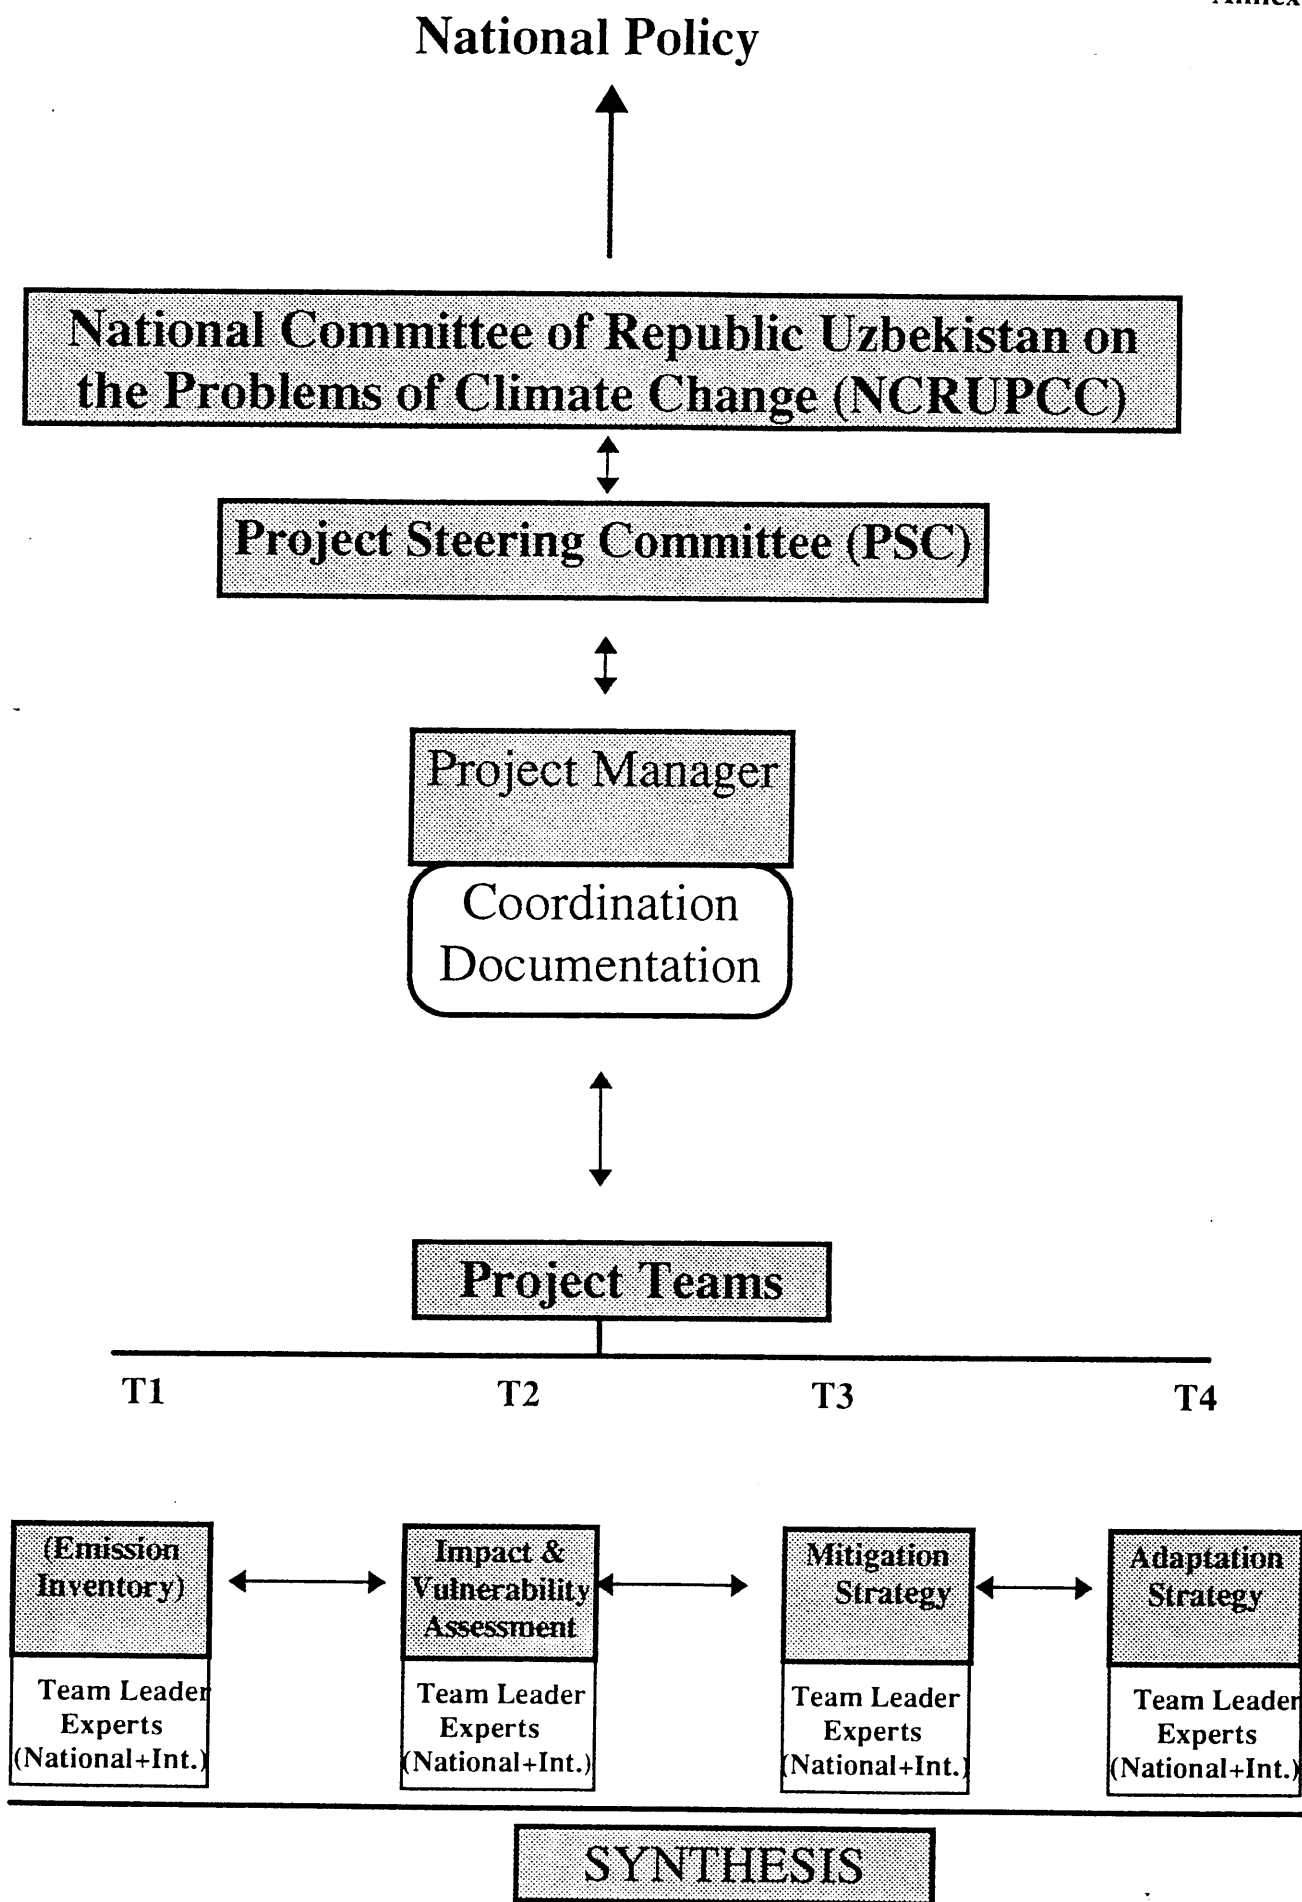 Annex
National Policy
National Committee of Republic Uzbekistan on
the Problems of Climate Change (NCRUPCC)
Project Steering Committee (PSC)
Project Manager
Coordination
Documentation
Project Teams
T1
T2
T3
T4
(Emission
Inventory)
Team Leader
Experts
(National+Int.)
Impact &
Vulnerability
Assessment
Team Leader
Experts
(National+Int.)
Mitigation
Strategy
Team Leader
Experts
(National+Int.)
Adaptation
Strategy
Team Leader
Experts
(National+Int.)
SYNTHESIS